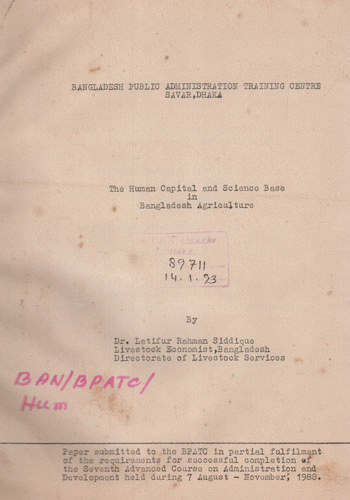 BANGLADESH PUBLIC ADMINISTRATION TRAINING CENTRE
SAVAR,DHAKA
The Human Capital and Science Base
in
Bangladesh Agriculture
89711
14.1.93
By
Dr. Latifur Rahman Siddique
Livestock Economist,Bangladesh
Directorate of Livestock Services
BAN/BPATC/
Hum
Paper submitted to the BPATC in partial fulfilment
of the requirements for successful completion of
the Seventh Advanced Course on Administration and
Development held during 7 August - November, 1988.